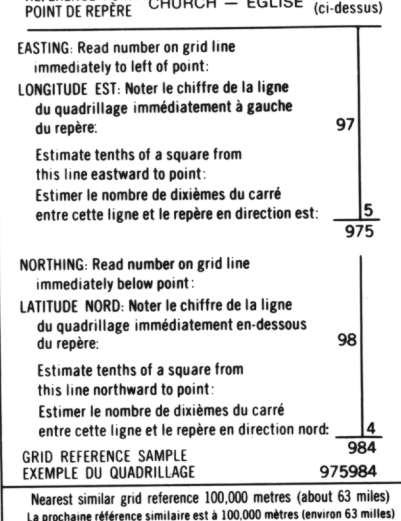 POINT DE REPÈRE CHURCH — ÉGLISE (ci-dessus)
EASTING: Read number on grid line
immediately to left of point:
LONGITUDE EST: Noter le chiffre de la ligne
du quadrillage immédiatement à gauche
du repère: 97
Estimate tenths of a square from
this line eastward to point:
Estimer le nombre de dixièmes du carré
entre cette ligne et le repère en direction est: 5
975
NORTHING: Read number on grid line
immediately below point:
LATITUDE NORD: Noter le chiffre de la ligne
du quadrillage immédiatement en-dessous
du repère: 98
Estimate tenths of a square from
this line northward to point:
Estimer le nombre de dixièmes du carré
entre cette ligne et le repère en direction nord: 4
984
GRID REFERENCE SAMPLE
EXEMPLE DU QUADRILLAGE 975984
Nearest similar grid reference 100,000 metres (about 63 miles)
La prochaine référence similaire est à 100,000 mètres (environ 63 milles)